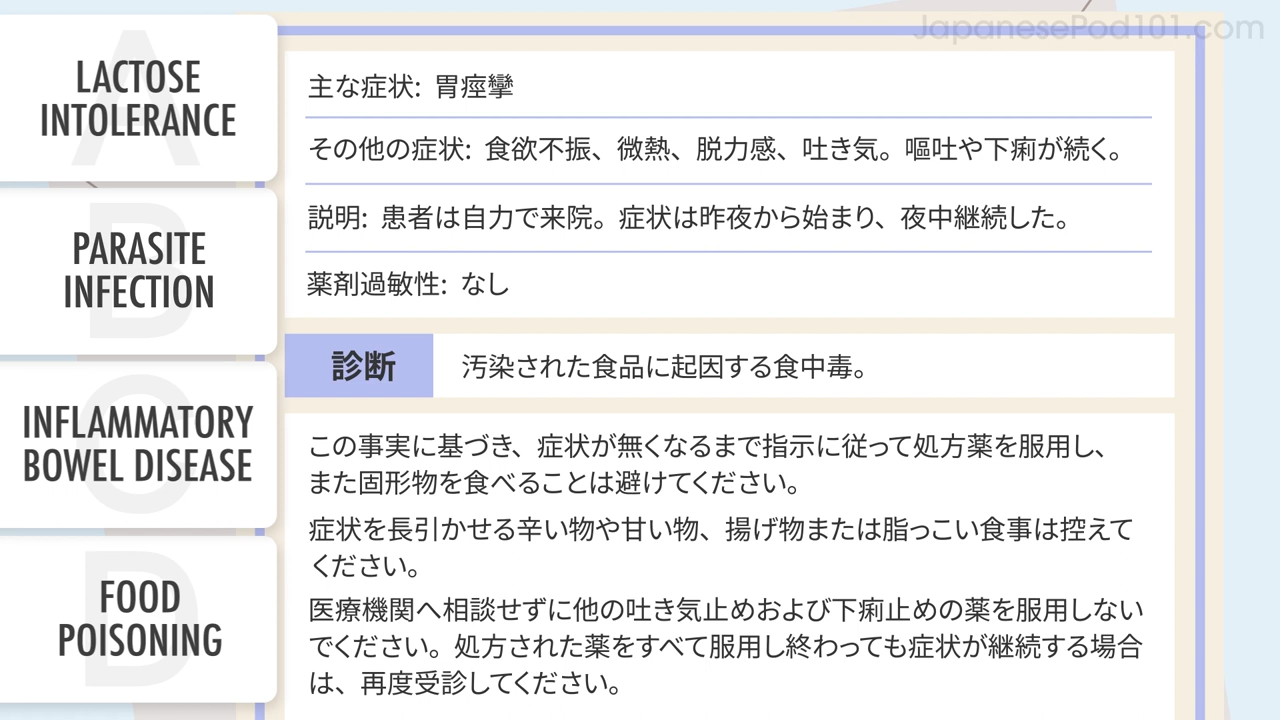 JapanesePod101.com
A
LACTOSE
INTOLERANCE
B
PARASITE
INFECTION
C
INFLAMMATORY
BOWEL DISEASE
D
FOOD
POISONING
主な症状: 胃痙攣
その他の症状: 食欲不振、微熱、脱力感、吐き気。嘔吐や下痢が続く。
説明: 患者は自力で来院。症状は昨夜から始まり、夜中継続した。
薬剤過敏性: なし
診断
汚染された食品に起因する食中毒。
この事実に基づき、症状が無くなるまで指示に従って処方薬を服用し、
また固形物を食べることは避けてください。
症状を長引かせる辛い物や甘い物、揚げ物または脂っこい食事は控えて
ください。
医療機関へ相談せずに他の吐き気止めおよび下痢止めの薬を服用しない
でください。処方された薬をすべて服用し終わっても症状が継続する場合
は、再度受診してください。